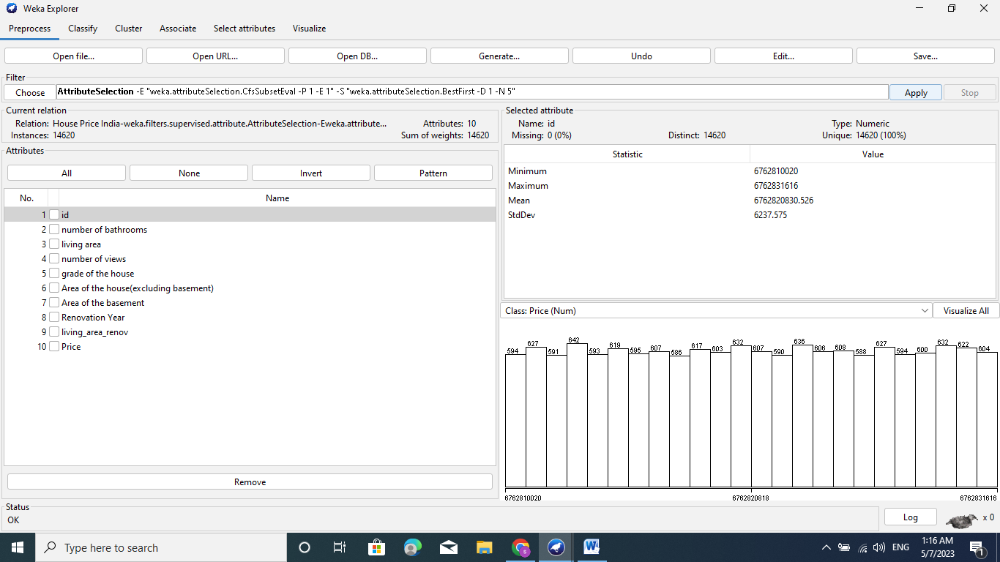 Weka Explorer
Preprocess Classify Cluster Associate Select attributes Visualize
Open file... Open URL... Open DB... Generate... Undo Edit... Save...
Filter
Choose AttributeSelection -E "weka.attributeSelection.CfsSubsetEval -P 1 -E 1" -S "weka.attributeSelection.BestFirst -D 1 -N 5" Apply Stop
Current relation
Relation: House Price India-weka.filters.supervised.attribute.AttributeSelection-Eweka.attribute... Attributes: 10
Instances: 14620 Sum of weights: 14620
Attributes
All None Invert Pattern
No. Name
1 id
2 number of bathrooms
3 living area
4 number of views
5 grade of the house
6 Area of the house(excluding basement)
7 Area of the basement
8 Renovation Year
9 living_area_renov
10 Price
Remove
Selected attribute
Name: id Type: Numeric
Missing: 0 (0%) Distinct: 14620 Unique: 14620 (100%)
Statistic Value
Minimum 6762810020
Maximum 6762831616
Mean 6762820830.526
StdDev 6237.575
Class: Price (Num) Visualize All
594 627 591 642 593 619 595 607 586 617 603 632 607 590 636 606 608 588 627 594 600 632 622 604
6762810020 6762820818 6762831616
Status
OK Log x 0
Type here to search W S ENG 1:16 AM
5/7/2023 1